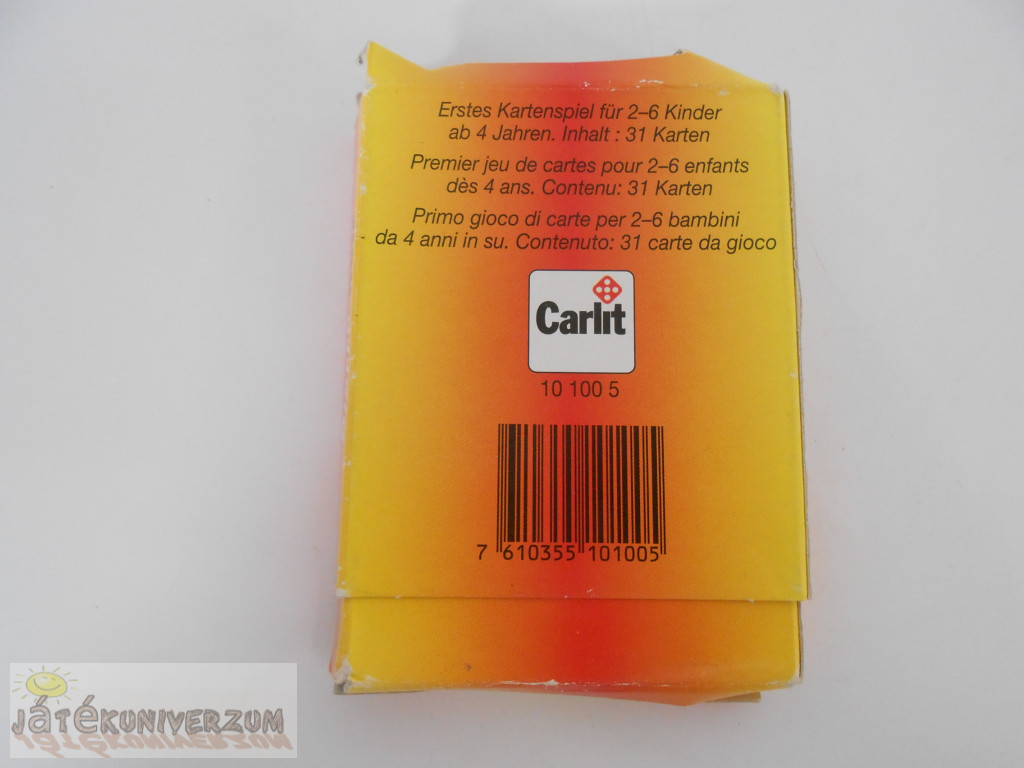 Erstes Kartenspiel für 2–6 Kinder
ab 4 Jahren. Inhalt : 31 Karten
Premier jeu de cartes pour 2–6 enfants
dès 4 ans. Contenu: 31 Karten
Primo gioco di carte per 2–6 bambini
da 4 anni in su. Contenuto: 31 carte da gioco
Carlit
10 100 5
7 610355 101005
JÁTÉKUNIVERZUM